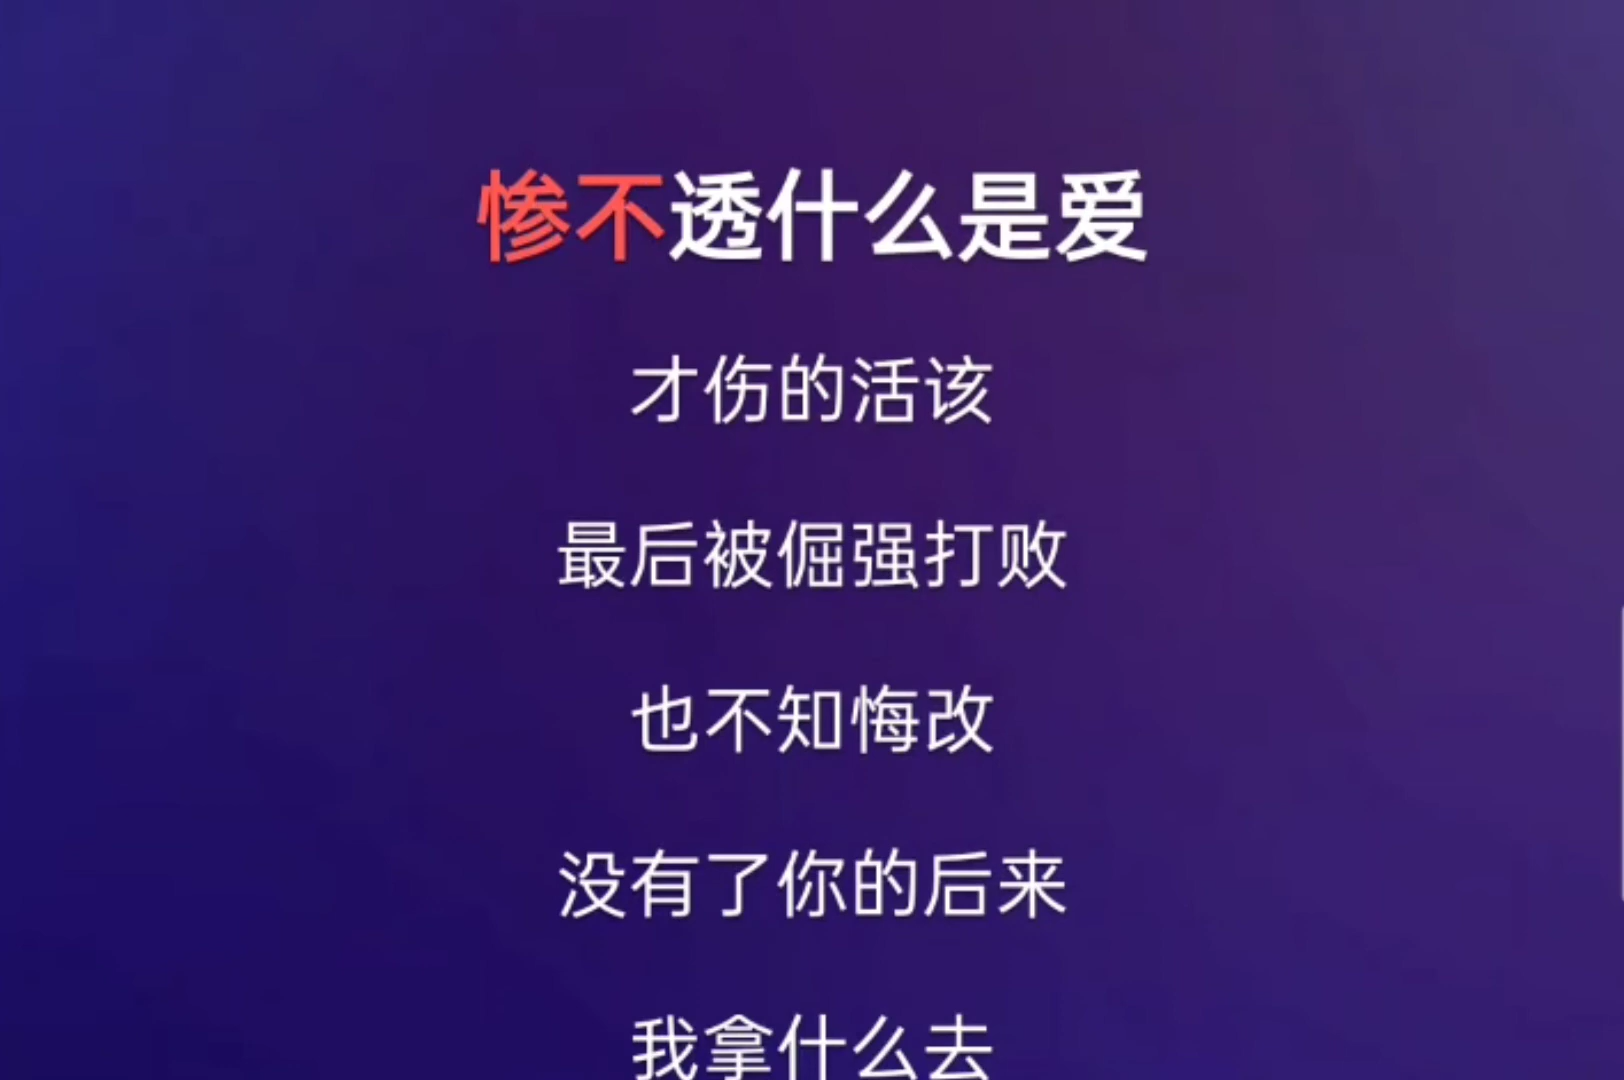 惨不透什么是爱
才伤的活该
最后被倔强打败
也不知悔改
没有了你的后来
我拿什么去